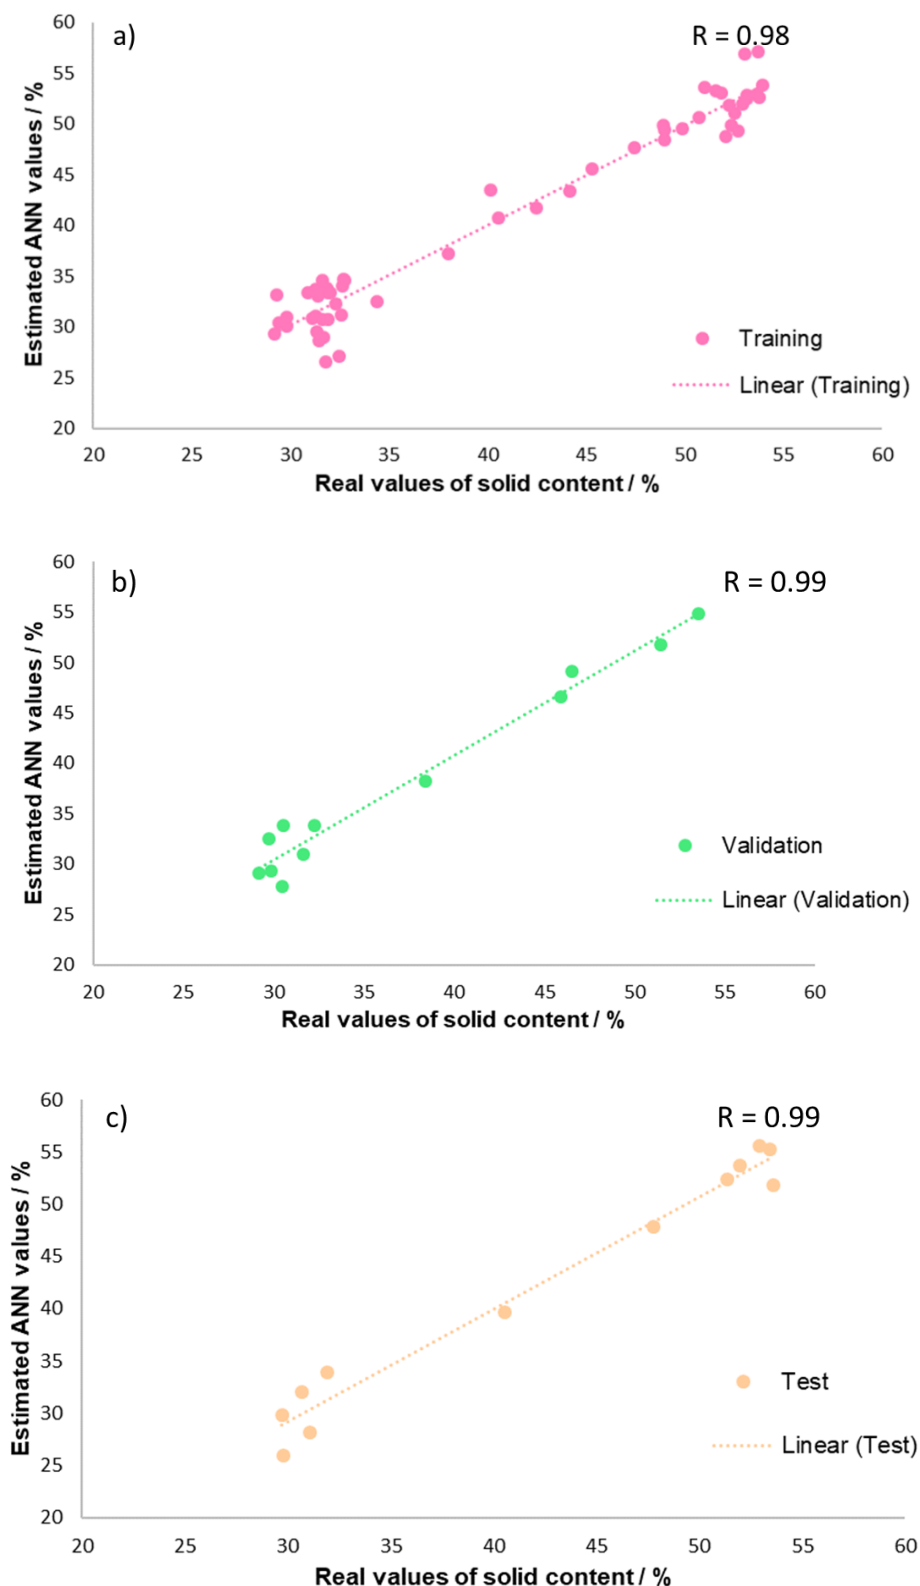 a)
R = 0.98
60
55
50
45
40
35
30
25
20
Estimated ANN values / %
Training
Linear (Training)
20 25 30 35 40 45 50 55 60
Real values of solid content / %
b)
R = 0.99
60
55
50
45
40
35
30
25
20
Estimated ANN values / %
Validation
Linear (Validation)
20 25 30 35 40 45 50 55 60
Real values of solid content / %
c)
R = 0.99
60
55
50
45
40
35
30
25
20
Estimated ANN values / %
Test
Linear (Test)
20 25 30 35 40 45 50 55 60
Real values of solid content / %